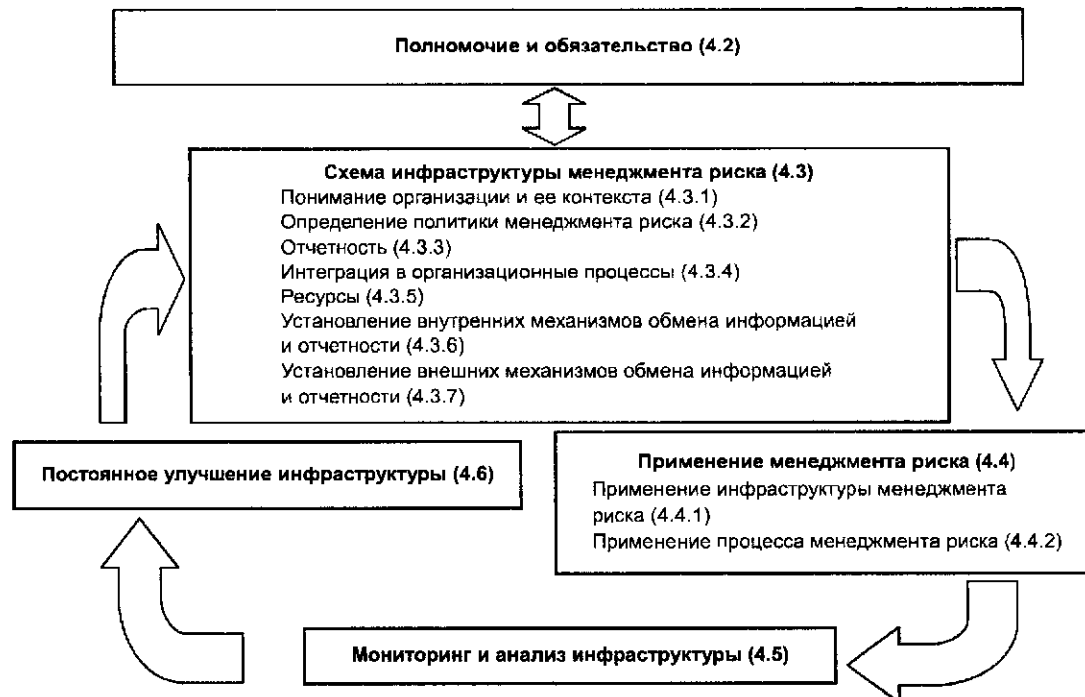 Полномочие и обязательство (4.2)
Схема инфраструктуры менеджмента риска (4.3)
Понимание организации и ее контекста (4.3.1)
Определение политики менеджмента риска (4.3.2)
Отчетность (4.3.3)
Интеграция в организационные процессы (4.3.4)
Ресурсы (4.3.5)
Установление внутренних механизмов обмена информацией
и отчетности (4.3.6)
Установление внешних механизмов обмена информацией
и отчетности (4.3.7)
Постоянное улучшение инфраструктуры (4.6)
Применение менеджмента риска (4.4)
Применение инфраструктуры менеджмента
риска (4.4.1)
Применение процесса менеджмента риска (4.4.2)
Мониторинг и анализ инфраструктуры (4.5)